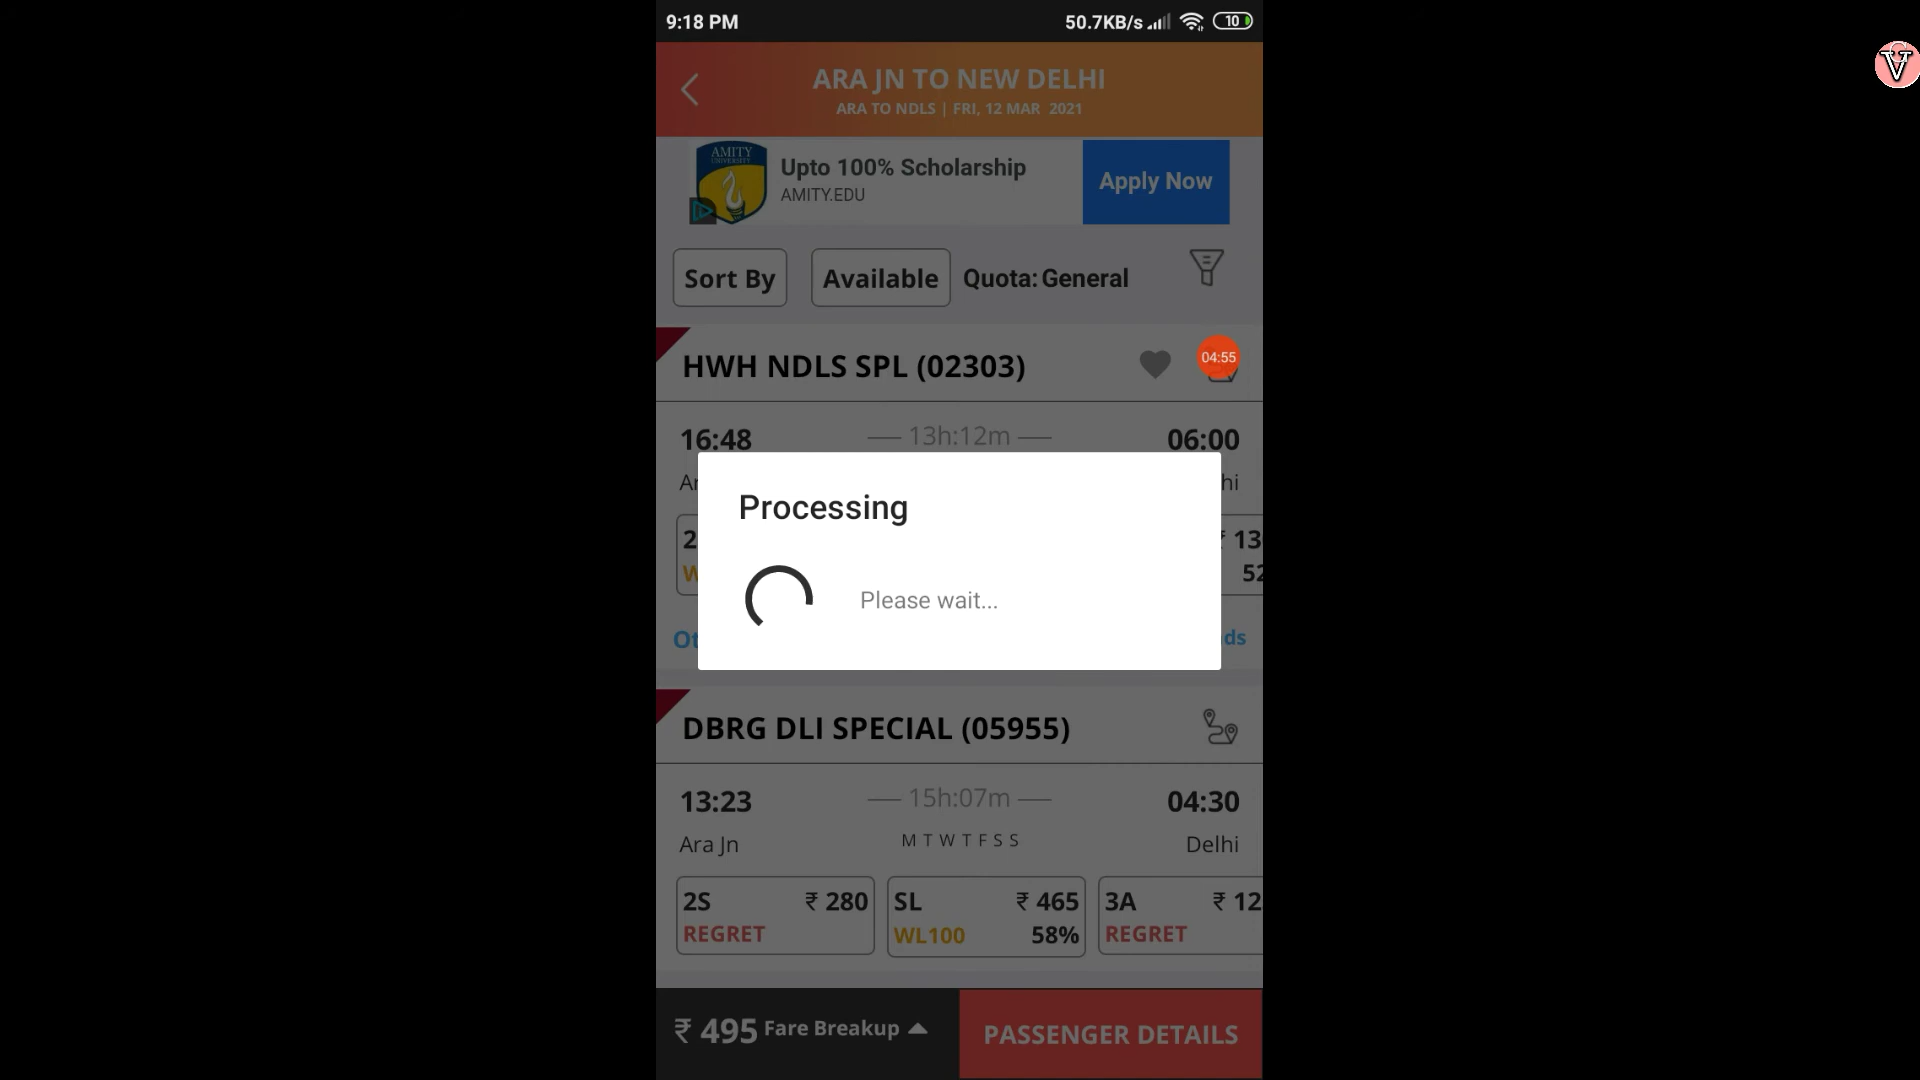 9:18 PM
50.7KB/s
10
ARA JN TO NEW DELHI
ARA TO NDLS | FRI, 12 MAR 2021
AMITY
UNIVERSITY
Upto 100% Scholarship
AMITY.EDU
Apply Now
Sort By
Available
Quota: General
HWH NDLS SPL (02303)
04:55
16:48
13h:12m
06:00
Processing
Please wait...
DBRG DLI SPECIAL (05955)
13:23
15h:07m
04:30
Ara Jn
M T W T F S S
Delhi
2S ₹ 280
REGRET
SL ₹ 465
WL100 58%
3A ₹ 12
REGRET
₹ 495 Fare Breakup
PASSENGER DETAILS